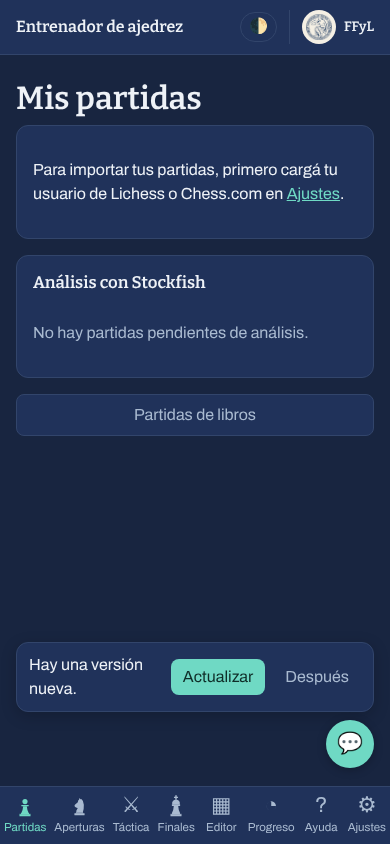 Entrenador de ajedrez
FFyL
Mis partidas
Para importar tus partidas, primero cargá tu
usuario de Lichess o Chess.com en Ajustes.
Análisis con Stockfish
No hay partidas pendientes de análisis.
Partidas de libros
Hay una versión
nueva.
Actualizar
Después
Partidas
Aperturas
Táctica
Finales
Editor
Progreso
Ayuda
Ajustes